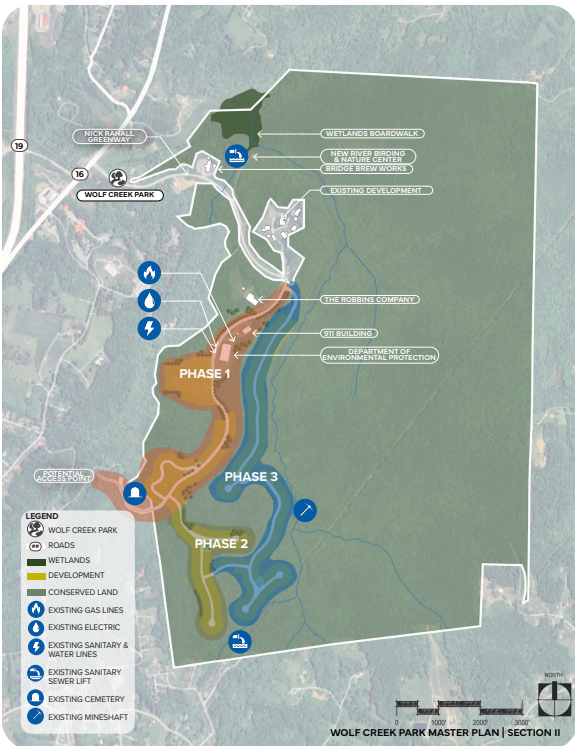 NICK RAHALL
GREENWAY
WETLANDS BOARDWALK
19
NEW RIVER BIRDING
& NATURE CENTER
BRIDGE BREW WORKS
16
WOLF CREEK PARK
EXISTING DEVELOPMENT
THE ROBBINS COMPANY
911 BUILDING
DEPARTMENT OF
ENVIRONMENTAL PROTECTION
PHASE 1
POTENTIAL
ACCESS POINT
PHASE 3
PHASE 2
LEGEND
WOLF CREEK PARK
ROADS
WETLANDS
DEVELOPMENT
CONSERVED LAND
EXISTING GAS LINES
EXISTING ELECTRIC
EXISTING SANITARY &
WATER LINES
EXISTING SANITARY
SEWER LIFT
EXISTING CEMETERY
EXISTING MINESHAFT
NORTH
0 1000' 2000' 3000'
WOLF CREEK PARK MASTER PLAN | SECTION II